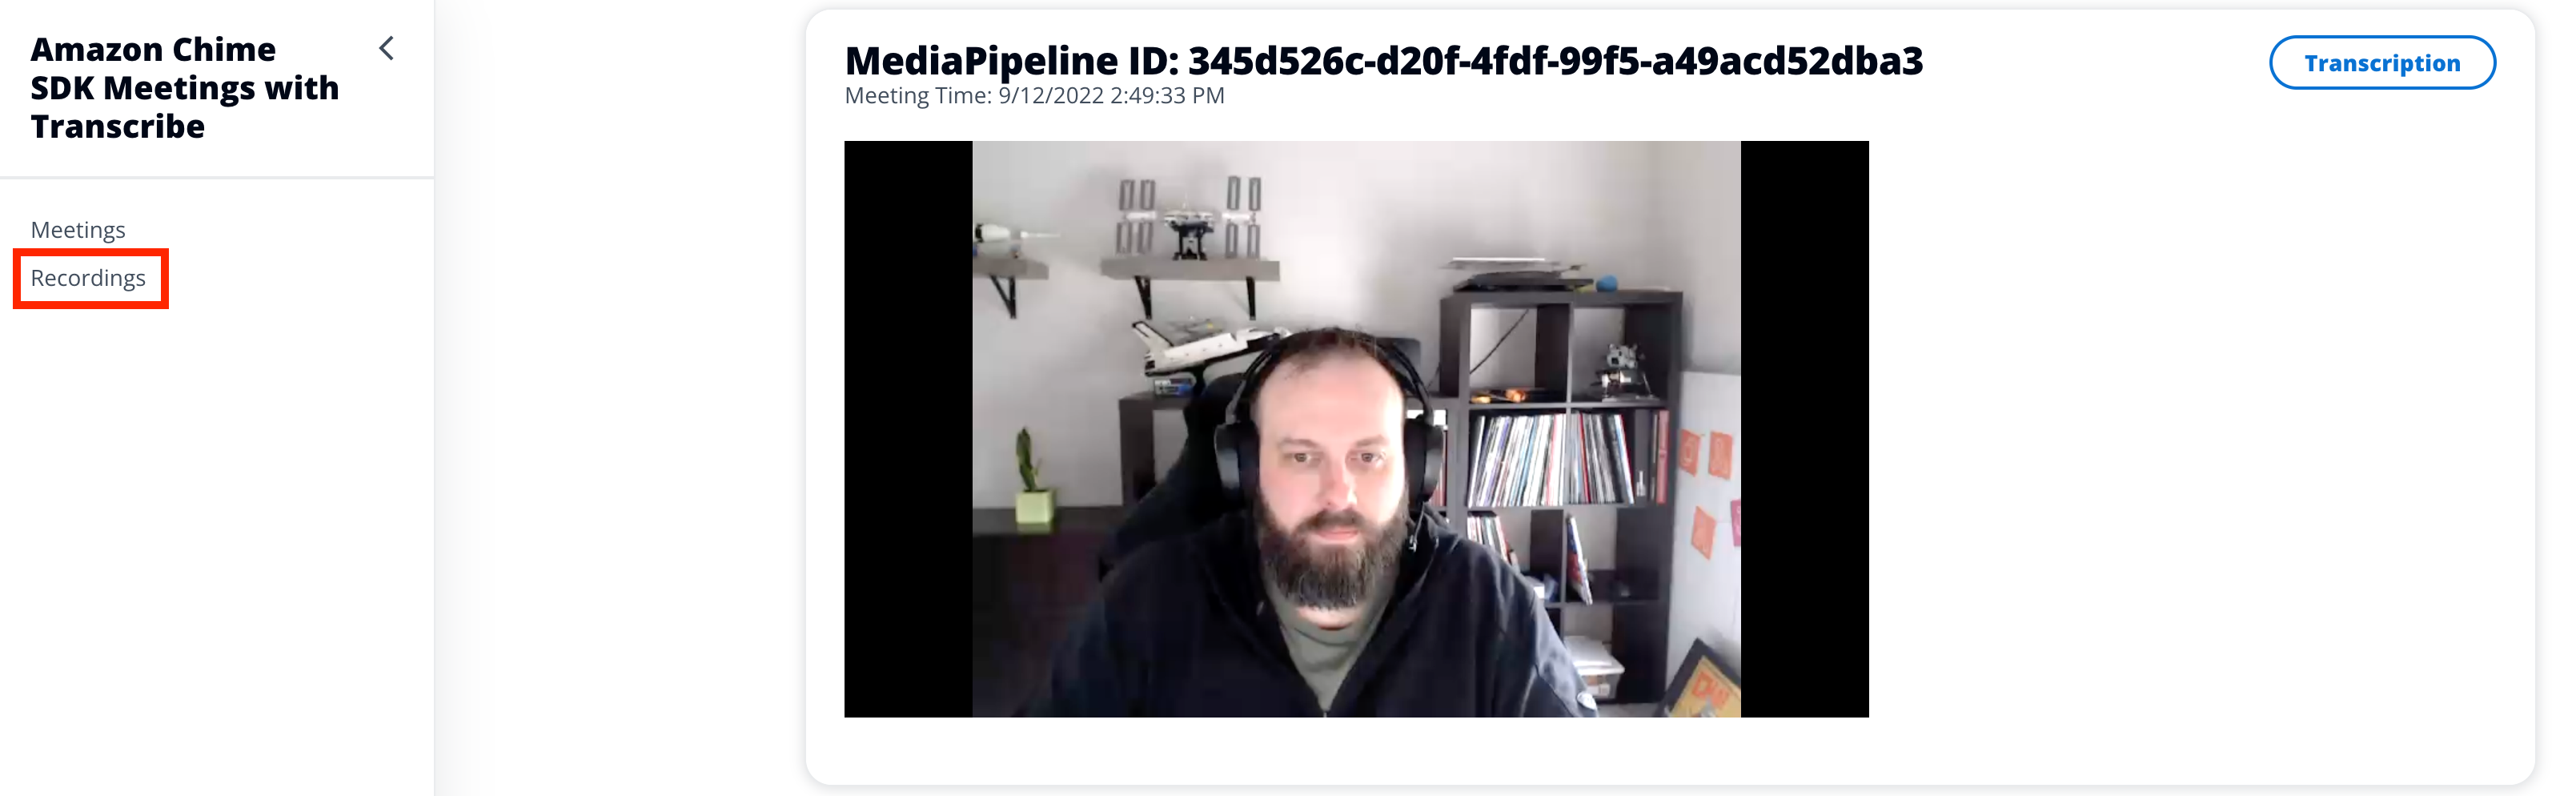 Amazon Chime
SDK Meetings with
Transcribe
Meetings
Recordings
MediaPipeline ID: 345d526c-d20f-4fdf-99f5-a49acd52dba3
Meeting Time: 9/12/2022 2:49:33 PM
Transcription